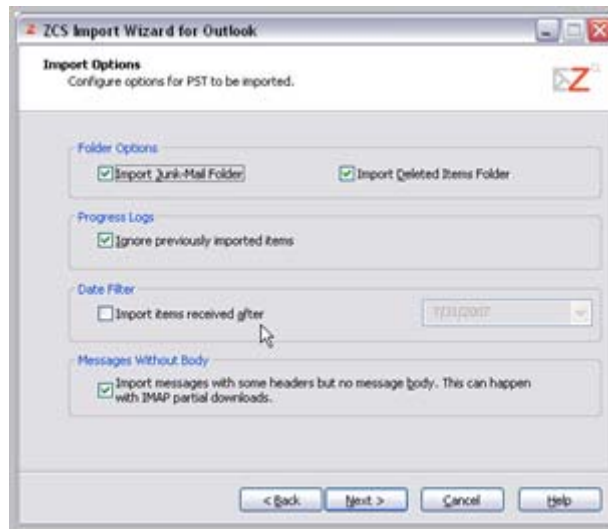 ZCS Import Wizard for Outlook
Import Options
Configure options for PST to be imported.
Z
Folder Options
Import Junk-Mail Folder
Import Deleted Items Folder
Progress Logs
Ignore previously imported items
Date Filter
Import items received after
Messages Without Body
Import messages with some headers but no message body. This can happen
with IMAP partial downloads.
< Back
Next >
Cancel
Help